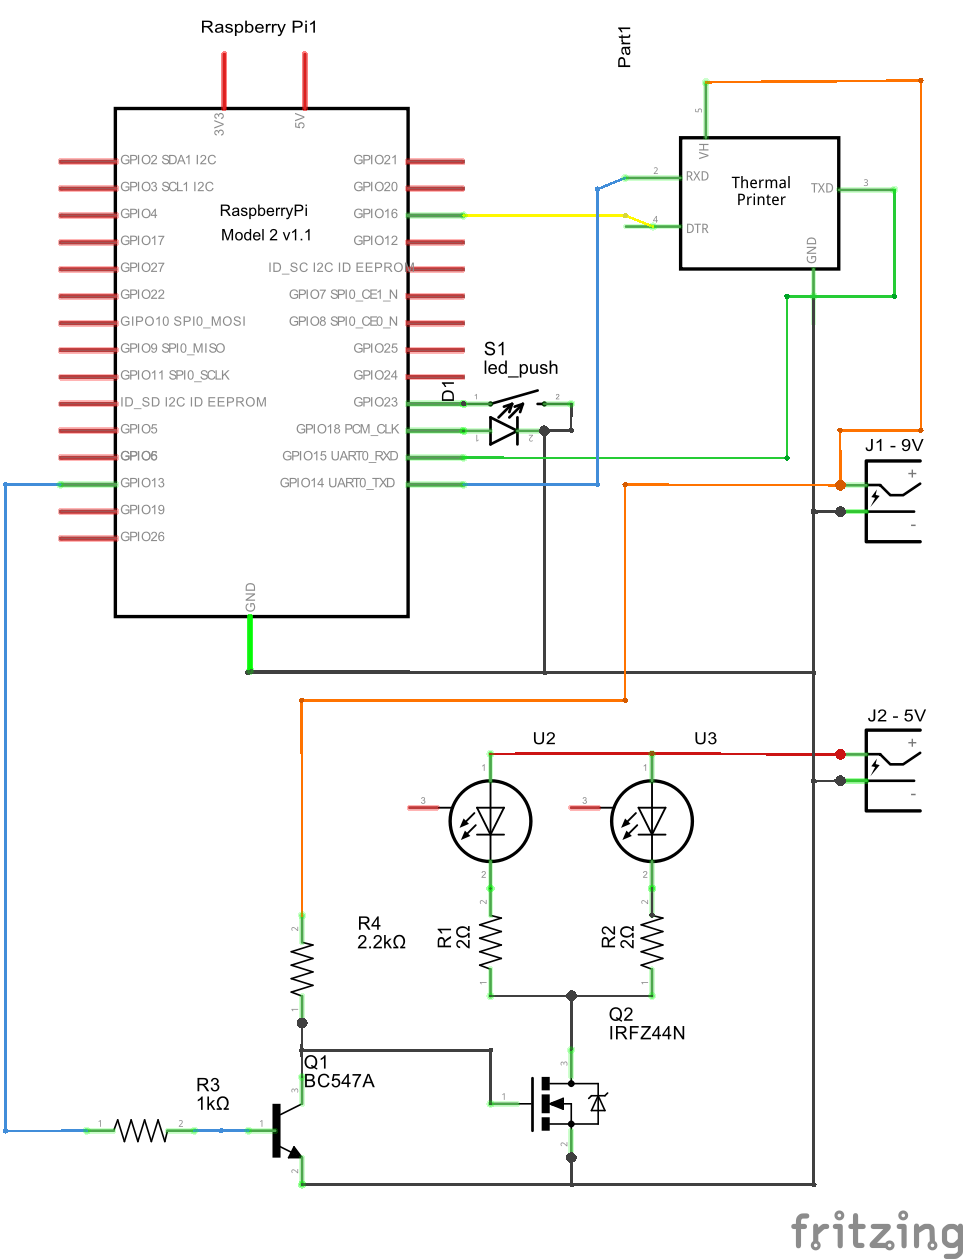 Raspberry Pi1
Part1
3V3
5V
GPIO2 SDA1 I2C
GPIO3 SCL1 I2C
GPIO4
GPIO17
GPIO27
GPIO22
GIPO10 SPI0_MOSI
GPIO9 SPI0_MISO
GPIO11 SPI0_SCLK
ID_SD I2C ID EEPROM
GPIO5
GPIO6
GPIO13
GPIO19
GPIO26
RaspberryPi
Model 2 v1.1
GPIO21
GPIO20
GPIO16
GPIO12
ID_SC I2C ID EEPROM
GPIO7 SPI0_CE1_N
GPIO8 SPI0_CE0_N
GPIO25
GPIO24
GPIO23
GPIO18 PCM_CLK
GPIO15 UART0_RXD
GPIO14 UART0_TXD
GND
5
VH
2
RXD
Thermal
Printer
TXD
3
4
DTR
GND
S1
led_push
D1
1
2
1
2
J1 - 9V
+
-
J2 - 5V
+
-
U2
U3
1
1
3
3
2
2
2
2
R1
2Ω
R2
2Ω
1
1
R4
2.2kΩ
2
1
Q2
IRFZ44N
3
1
2
Q1
BC547A
3
1
2
R3
1kΩ
1
2
fritzing